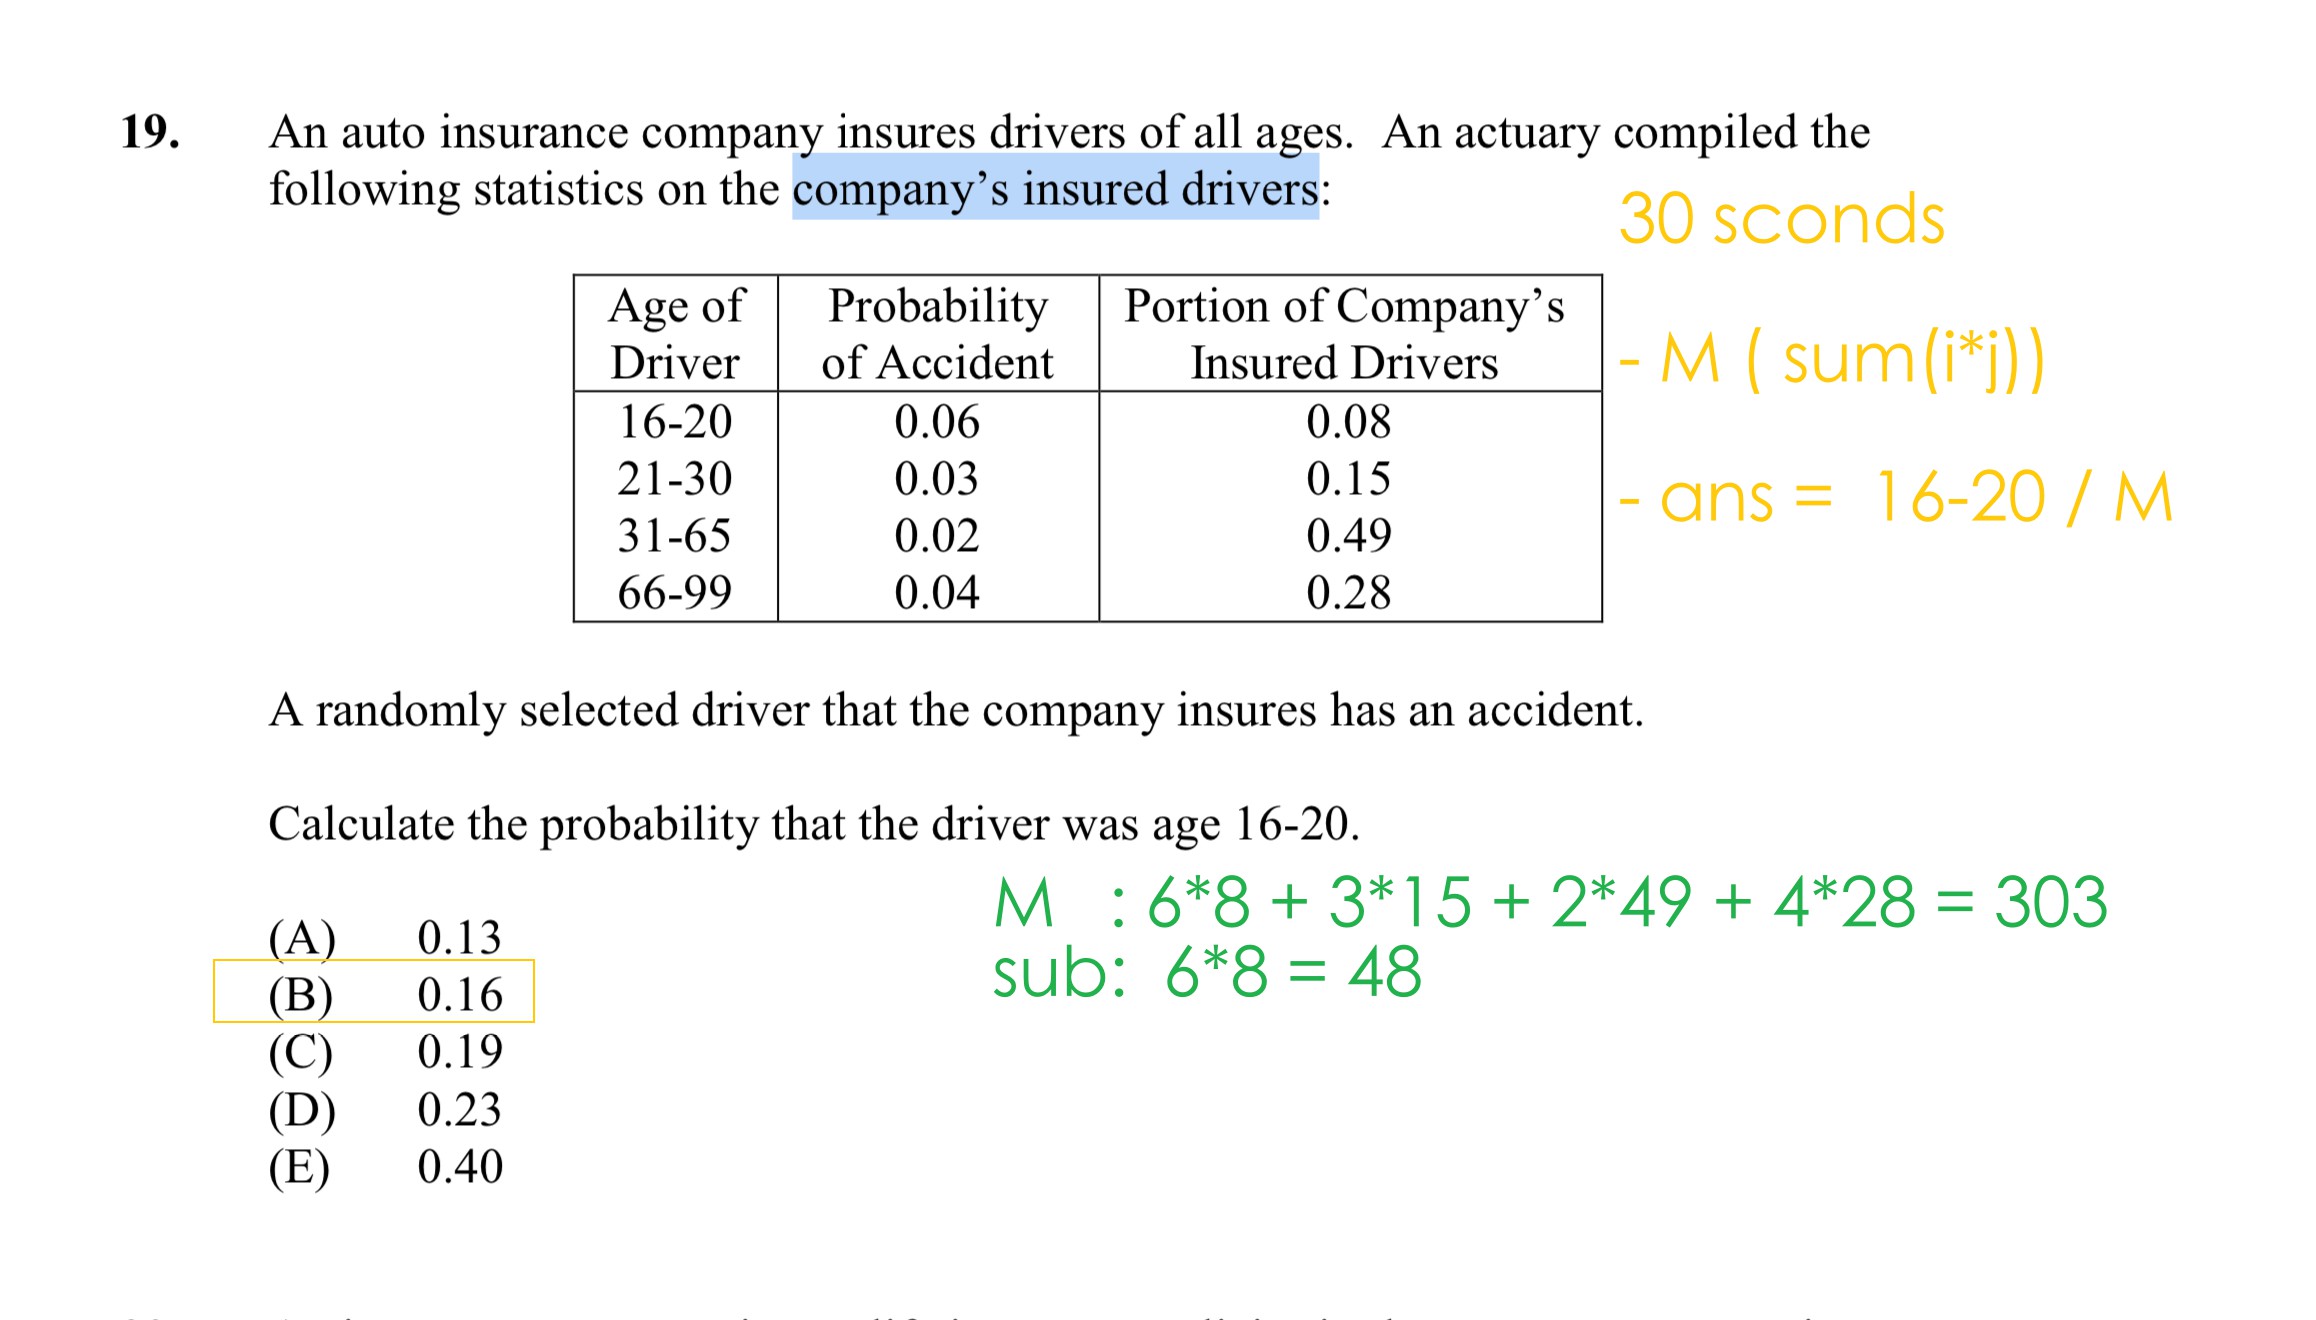 19. An auto insurance company insures drivers of all ages. An actuary compiled the
following statistics on the company’s insured drivers:
30 sconds
Age of Driver Probability of Accident Portion of Company’s Insured Drivers
- M ( sum(i*j))
16-20 0.06 0.08
21-30 0.03 0.15
- ans = 16-20 / M
31-65 0.02 0.49
66-99 0.04 0.28
A randomly selected driver that the company insures has an accident.
Calculate the probability that the driver was age 16-20.
M : 6*8 + 3*15 + 2*49 + 4*28 = 303
sub: 6*8 = 48
(A) 0.13
(B) 0.16
(C) 0.19
(D) 0.23
(E) 0.40